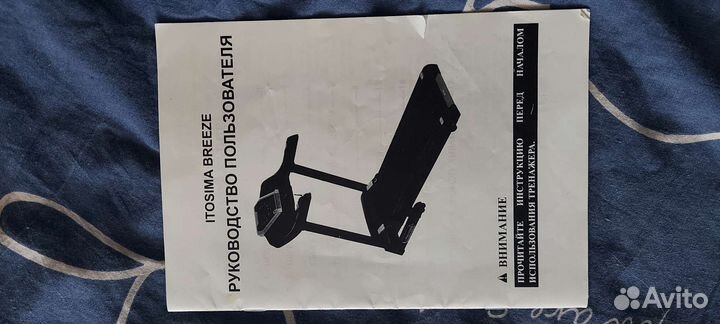 ITOSIMA BREEZE
РУКОВОДСТВО ПОЛЬЗОВАТЕЛЯ
ВНИМАНИЕ
ПРОЧИТАЙТЕ ИНСТРУКЦИЮ ПЕРЕД НАЧАЛОМ
ИСПОЛЬЗОВАНИЯ ТРЕНАЖЕРА.
Avito